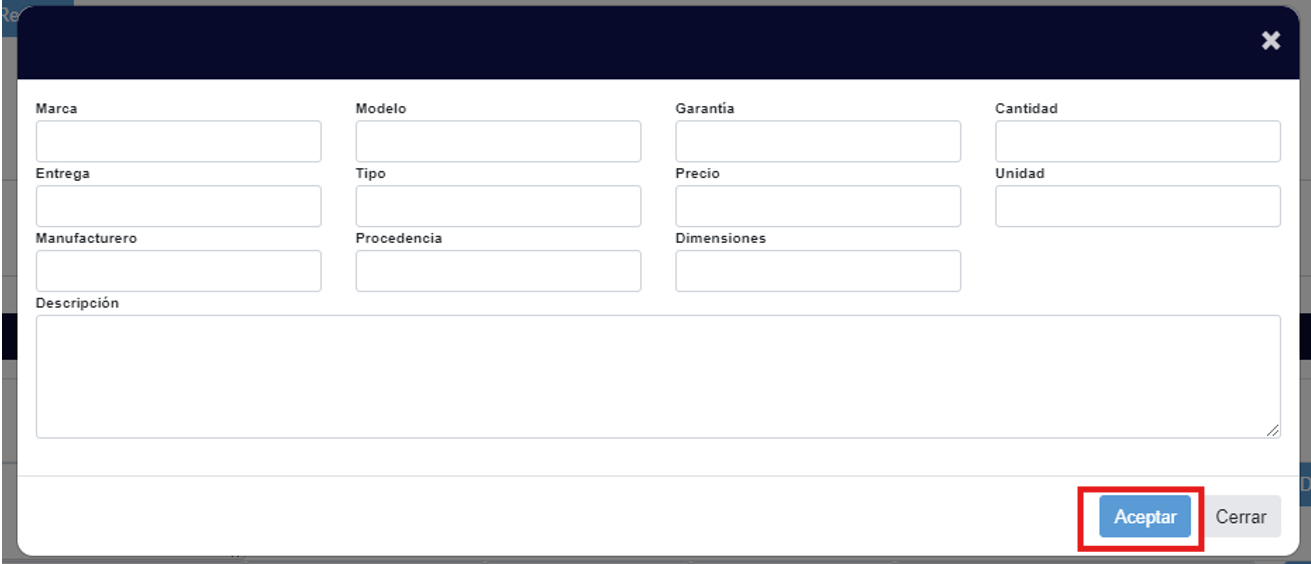 Marca Modelo Garantía Cantidad
Entrega Tipo Precio Unidad
Manufacturero Procedencia Dimensiones
Descripción
Aceptar Cerrar